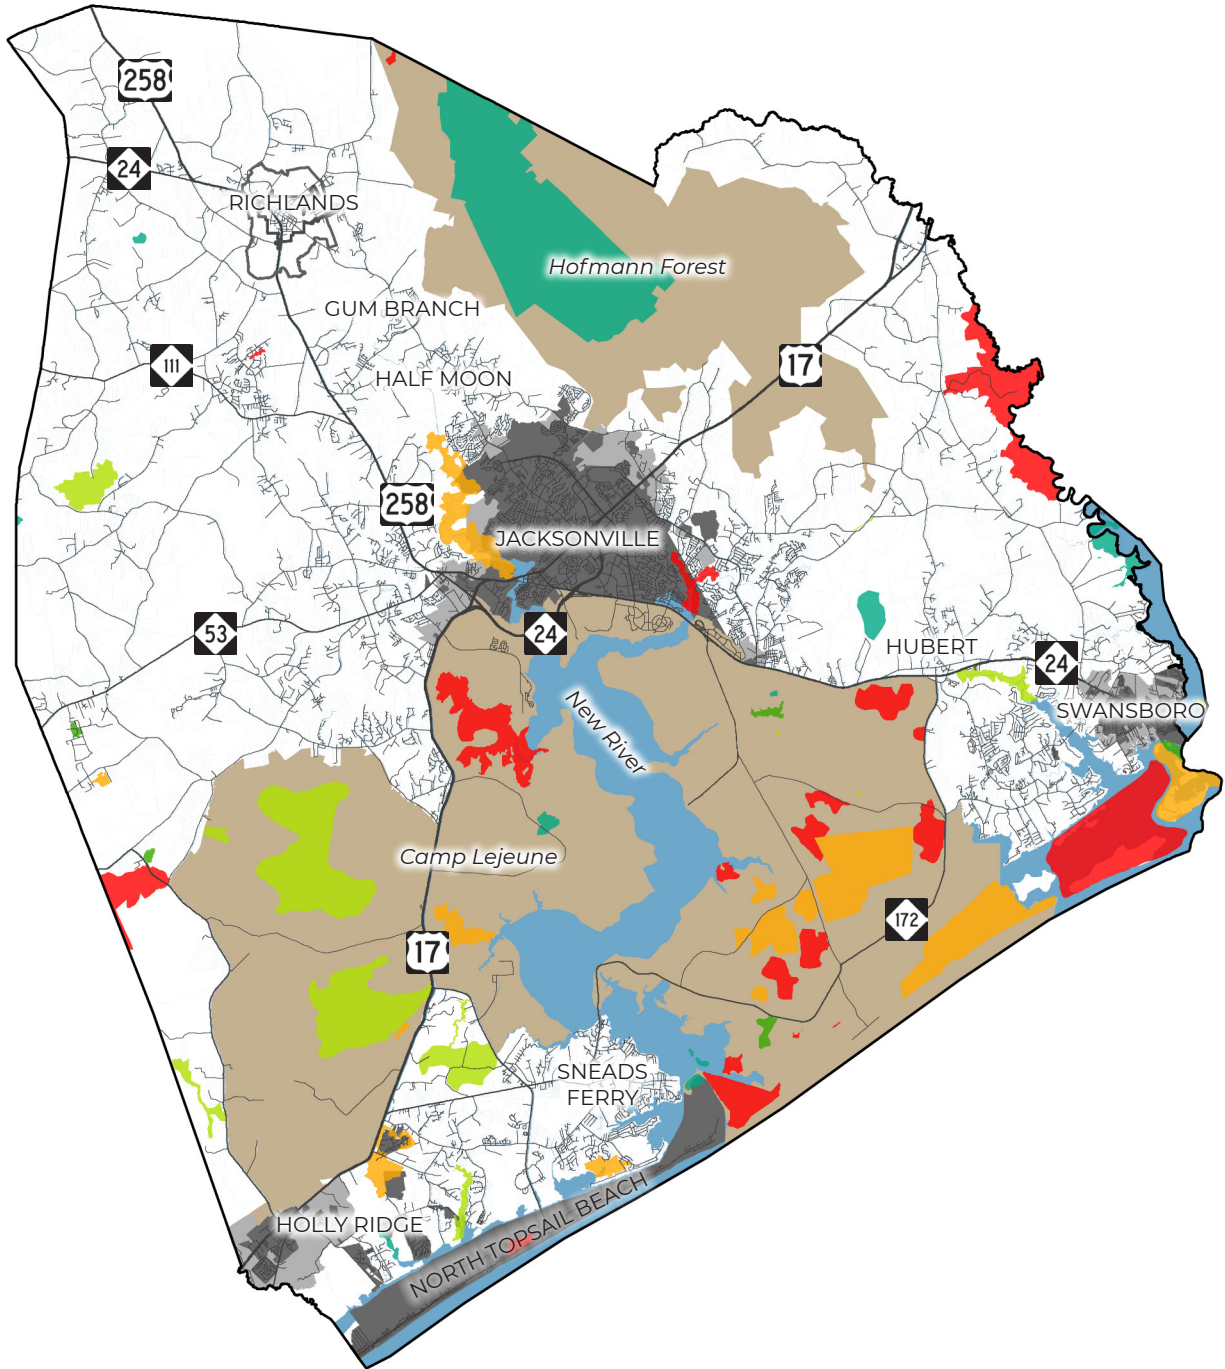 258
24
RICHLANDS
Hofmann Forest
GUM BRANCH
17
111
HALF MOON
258
JACKSONVILLE
53
24
HUBERT
24
SWANSBORO
New River
Camp Lejeune
172
17
SNEADS
FERRY
HOLLY RIDGE
NORTH TOPSAIL BEACH